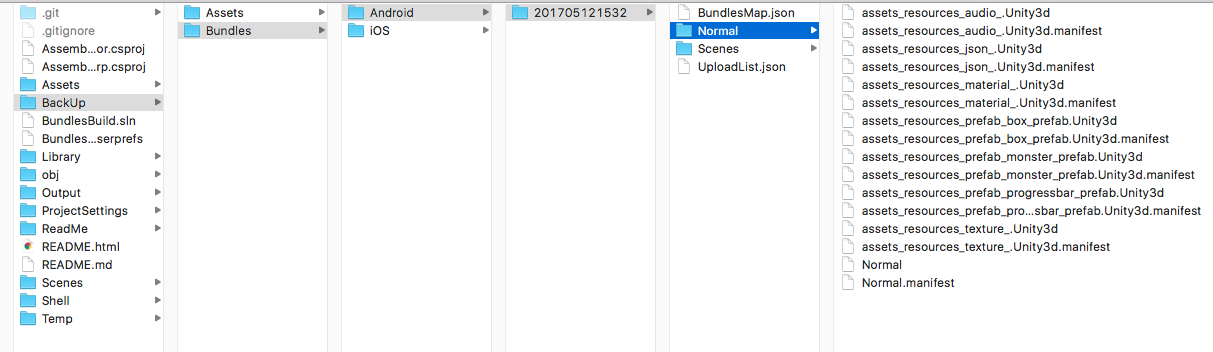 .git
.gitignore
Assemb...or.csproj
Assemb...rp.csproj
Assets
BackUp
BundlesBuild.sln
Bundles...serprefs
Library
obj
Output
ProjectSettings
ReadMe
README.html
README.md
Scenes
Shell
Temp
Assets
Bundles
Android
iOS
201705121532
BundlesMap.json
Normal
Scenes
UploadList.json
assets_resources_audio_.Unity3d
assets_resources_audio_.Unity3d.manifest
assets_resources_json_.Unity3d
assets_resources_json_.Unity3d.manifest
assets_resources_material_.Unity3d
assets_resources_material_.Unity3d.manifest
assets_resources_prefab_box_prefab.Unity3d
assets_resources_prefab_box_prefab.Unity3d.manifest
assets_resources_prefab_monster_prefab.Unity3d
assets_resources_prefab_monster_prefab.Unity3d.manifest
assets_resources_prefab_progressbar_prefab.Unity3d
assets_resources_prefab_pro...sbar_prefab.Unity3d.manifest
assets_resources_texture_.Unity3d
assets_resources_texture_.Unity3d.manifest
Normal
Normal.manifest